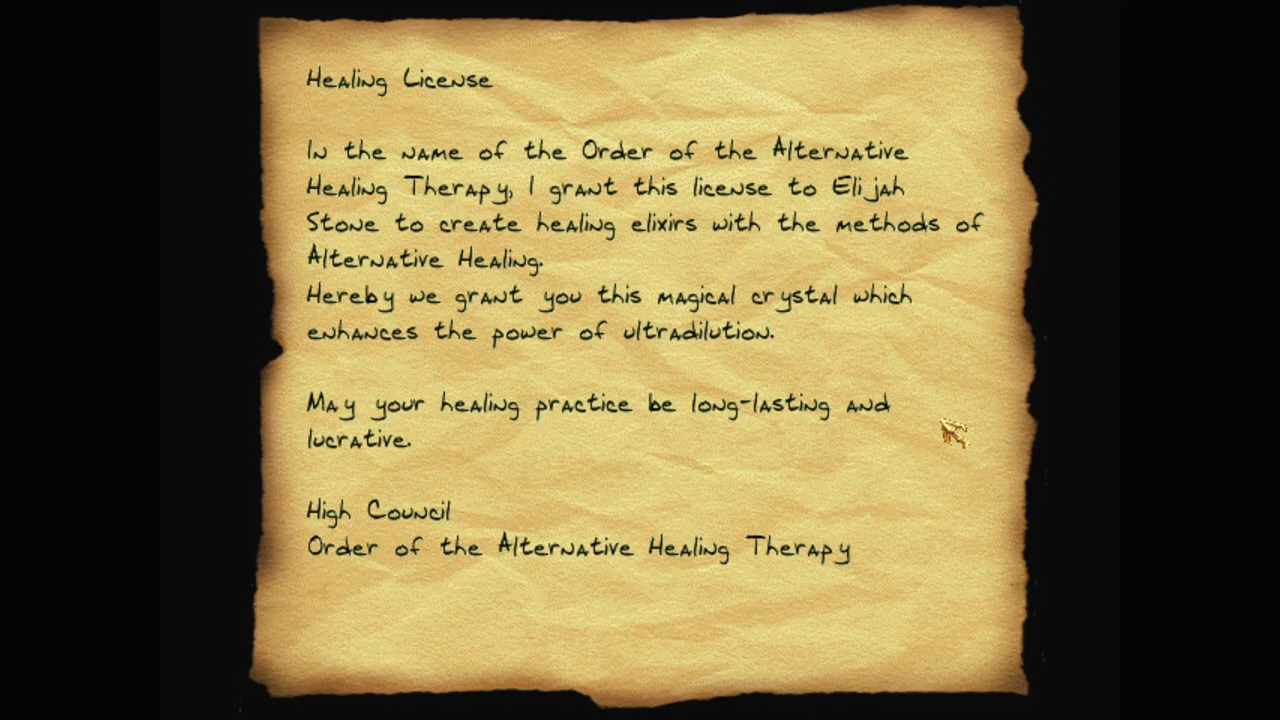 Healing License
In the name of the Order of the Alternative
Healing Therapy, I grant this license to Elijah
Stone to create healing elixirs with the methods of
Alternative Healing.
Hereby we grant you this magical crystal which
enhances the power of ultradilution.
May your healing practice be long-lasting and
lucrative.
High Council
Order of the Alternative Healing Therapy